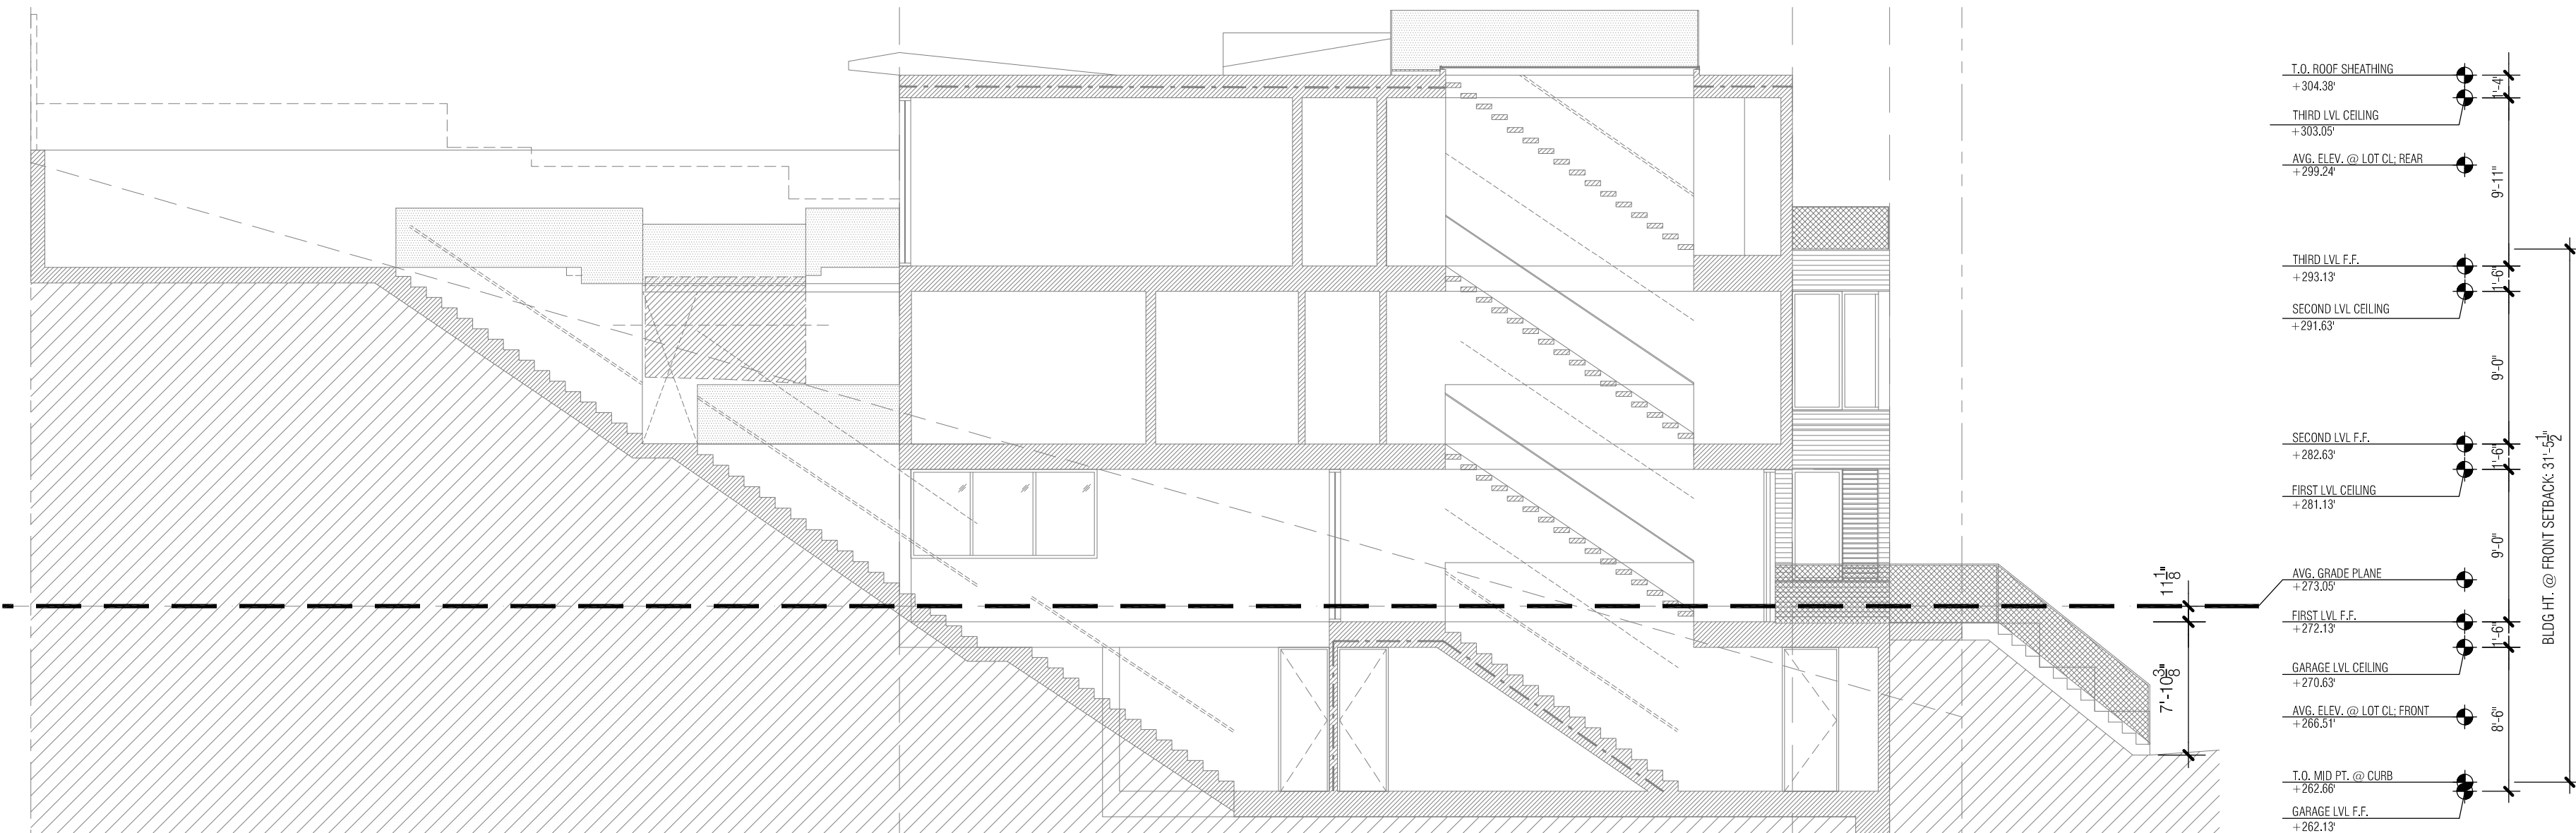 T.O. ROOF SHEATHING
+304.38'
THIRD LVL CEILING
+303.05'
AVG. ELEV. @ LOT CL; REAR
+299.24'
THIRD LVL F.F.
+293.13'
SECOND LVL CEILING
+291.63'
SECOND LVL F.F.
+282.63'
FIRST LVL CEILING
+281.13'
AVG. GRADE PLANE
+273.05'
FIRST LVL F.F.
+272.13'
GARAGE LVL CEILING
+270.63'
AVG. ELEV. @ LOT CL; FRONT
+266.51'
T.O. MID PT. @ CURB
+262.66'
GARAGE LVL F.F.
+262.13'
1'-4"
9'-11"
1'-6"
9'-0"
1'-6"
9'-0"
1'-6"
8'-6"
11 1/8"
7'-10 3/8"
BLDG HT. @ FRONT SETBACK: 31'-5 1/2"